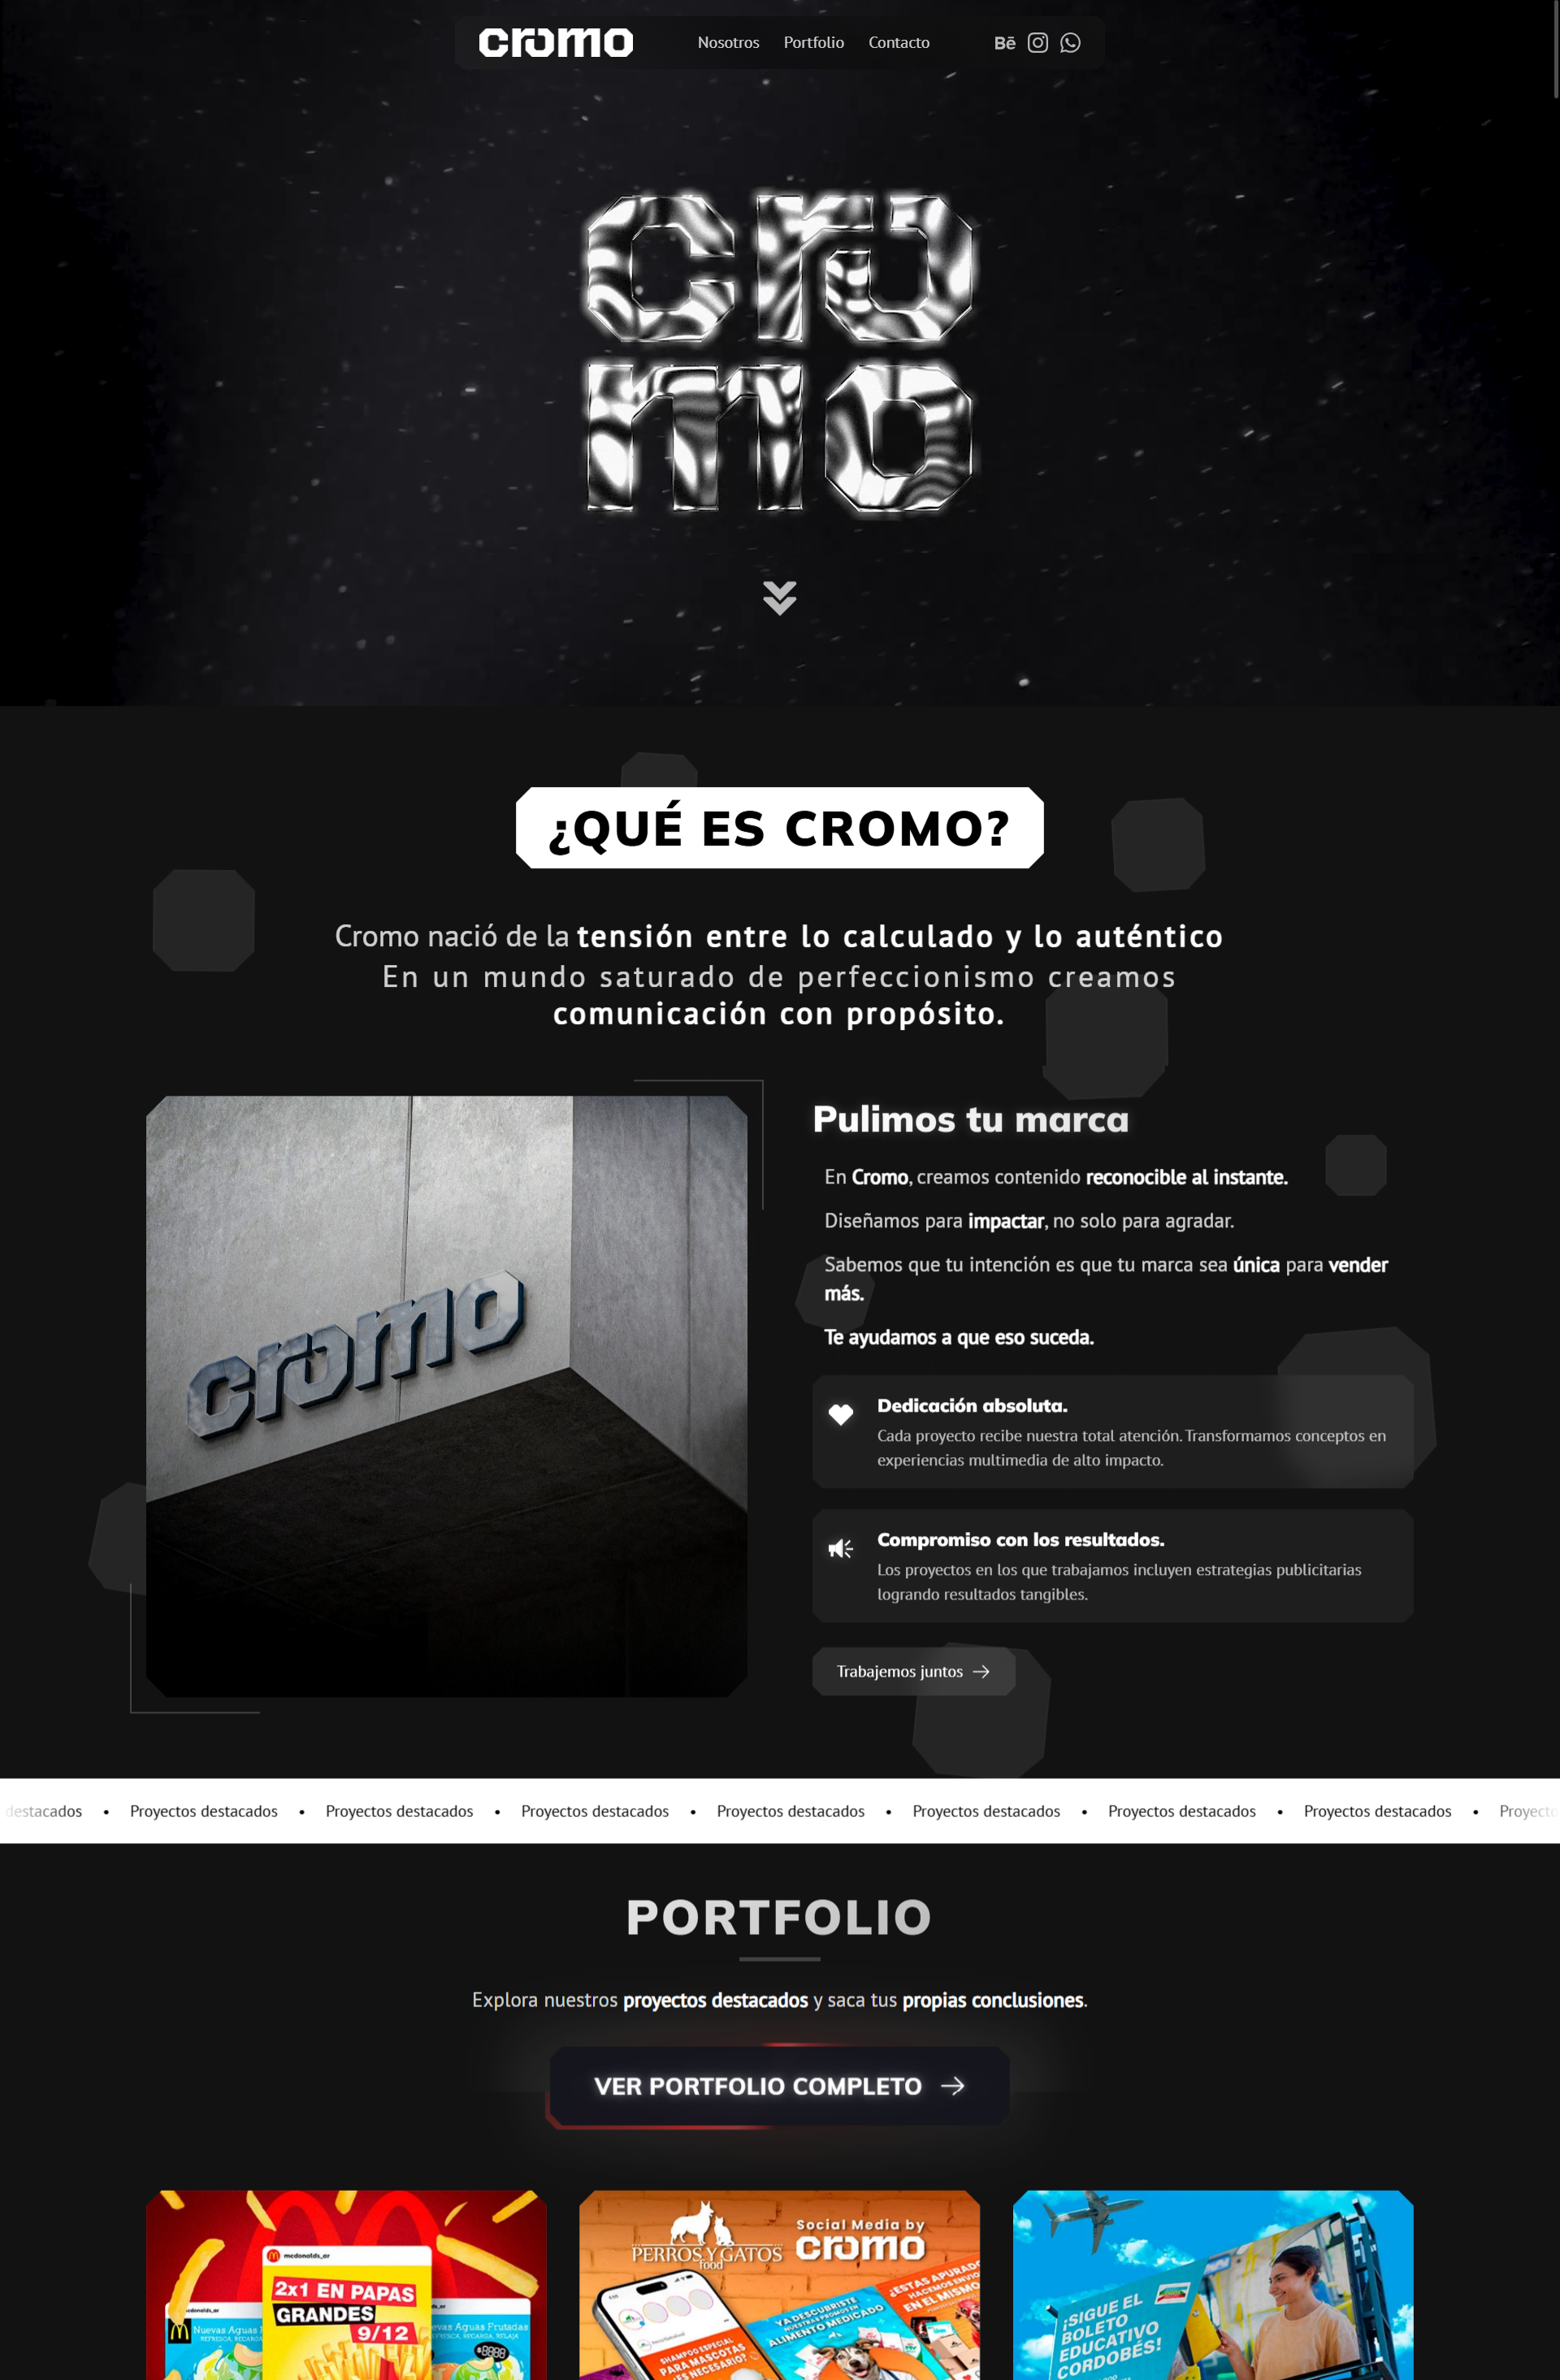 cromo
Nosotros Portfolio Contacto
Bē
cro
mo
¿QUÉ ES CROMO?
Cromo nació de la tensión entre lo calculado y lo auténtico
En un mundo saturado de perfeccionismo creamos
comunicación con propósito.
cromo
Pulimos tu marca
En Cromo, creamos contenido reconocible al instante.
Diseñamos para impactar, no solo para agradar.
Sabemos que tu intención es que tu marca sea única para vender
más.
Te ayudamos a que eso suceda.
Dedicación absoluta.
Cada proyecto recibe nuestra total atención. Transformamos conceptos en
experiencias multimedia de alto impacto.
Compromiso con los resultados.
Los proyectos en los que trabajamos incluyen estrategias publicitarias
logrando resultados tangibles.
Trabajemos juntos
destacados • Proyectos destacados • Proyectos destacados • Proyectos destacados • Proyectos destacados • Proyectos destacados • Proyectos destacados • Proyectos destacados • Proyecto
PORTFOLIO
Explora nuestros proyectos destacados y saca tus propias conclusiones.
VER PORTFOLIO COMPLETO
mcdonalds_ar
2x1 EN PAPAS
GRANDES
9/12
Nuevas Aguas Frutadas
REFRESCA, RECARGA, RELAJA
PERROS Y GATOS
food
Social Media by
cromo
SHAMPOO ESPECIAL
PARA MASCOTAS
¿ES NECESARIO?
YA DESCUBRISTE
NUESTRAS PROMOS EN
ALIMENTO MEDICADO
¿ESTAS APURADO
HACEMOS ENVIO
EN EL MISMO
¡SIGUE EL
BOLETO
EDUCATIVO
CORDOBÉS!